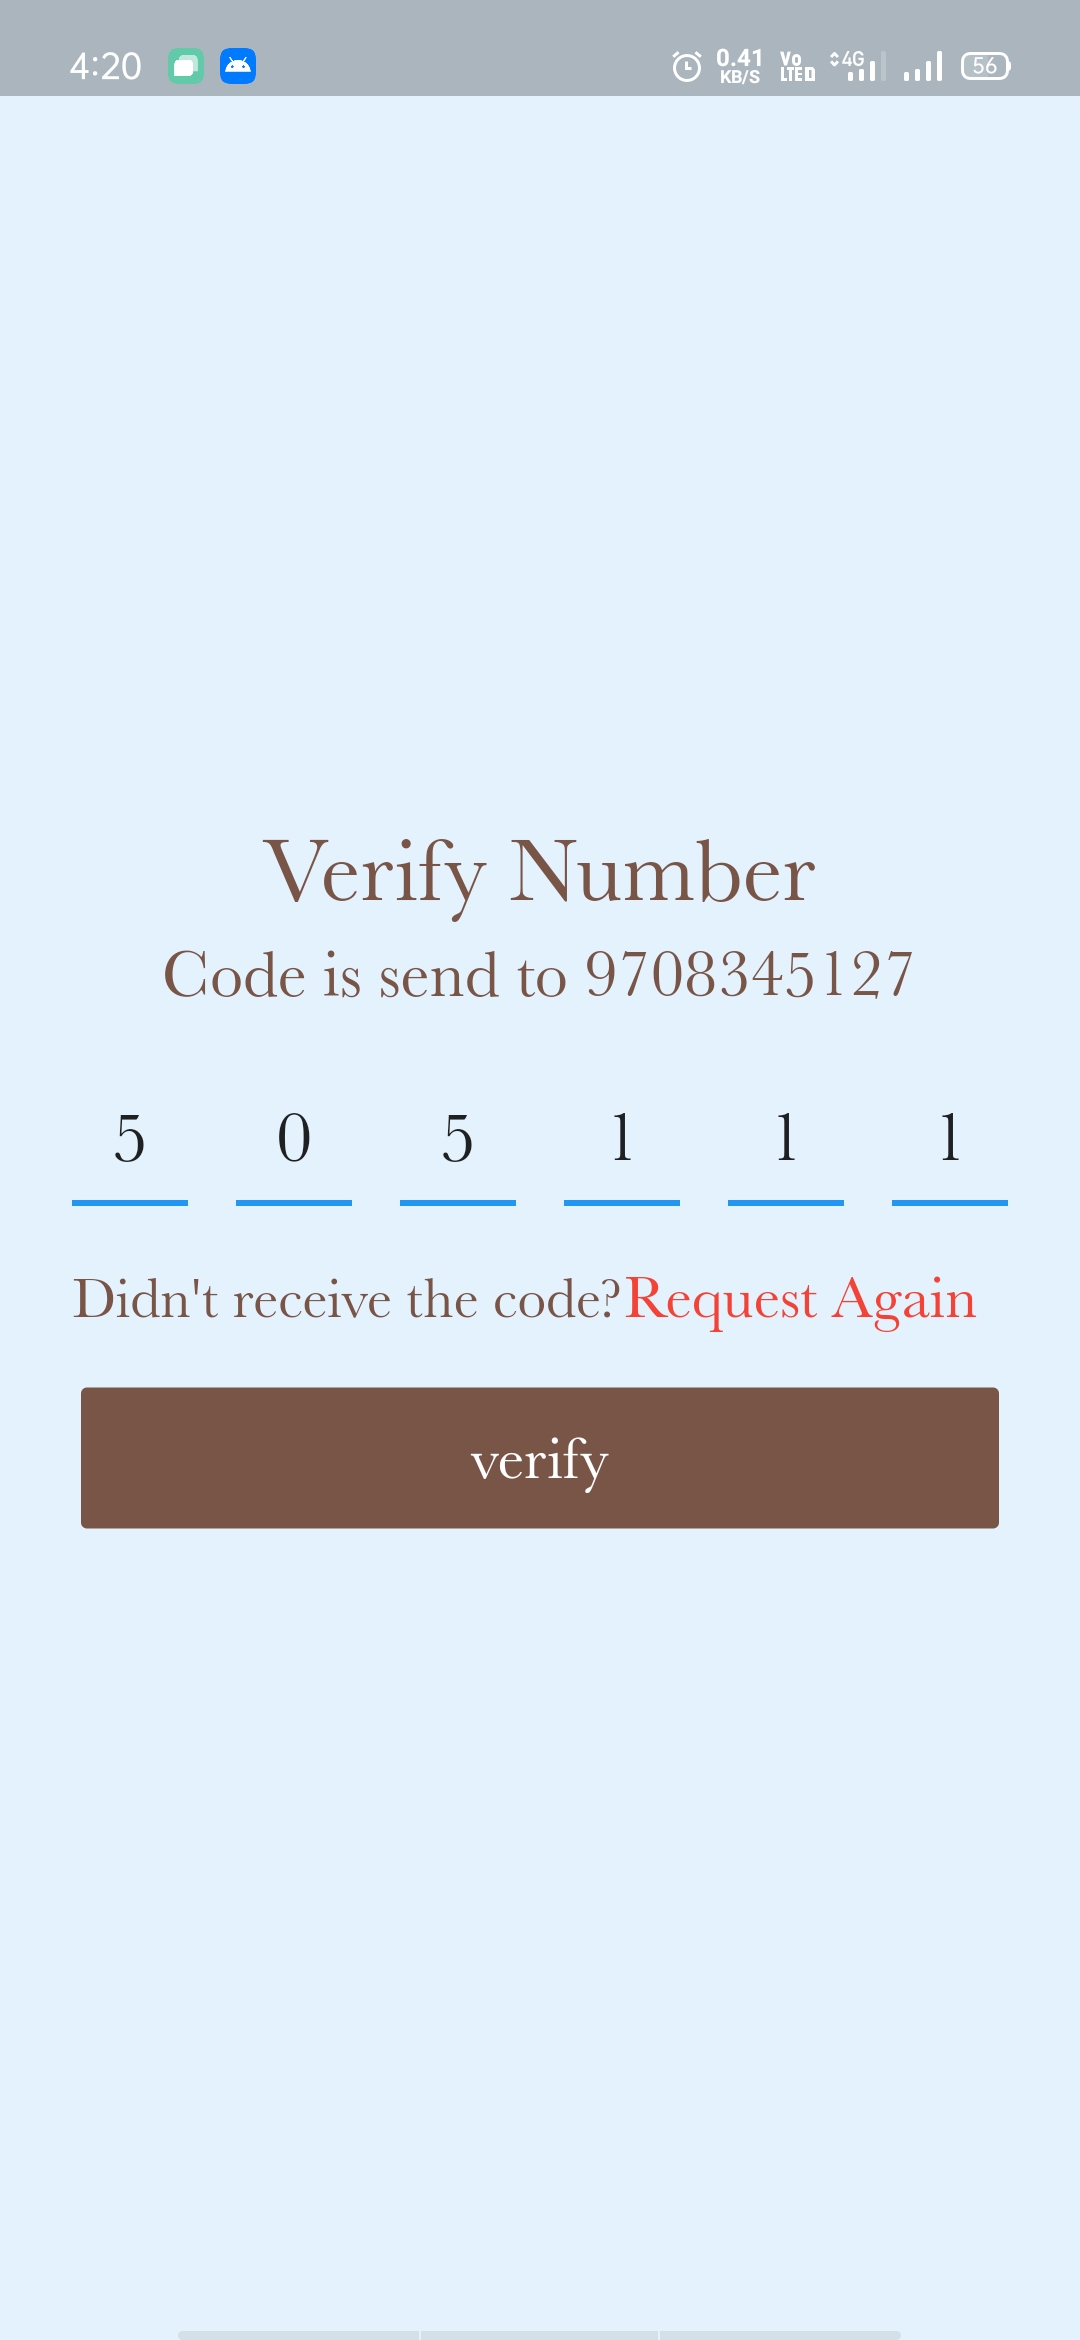 4:20 0.41 KB/S Vo LTE D 4G 56
Verify Number
Code is send to 9708345127
5 0 5 1 1 1
Didn't receive the code? Request Again
verify